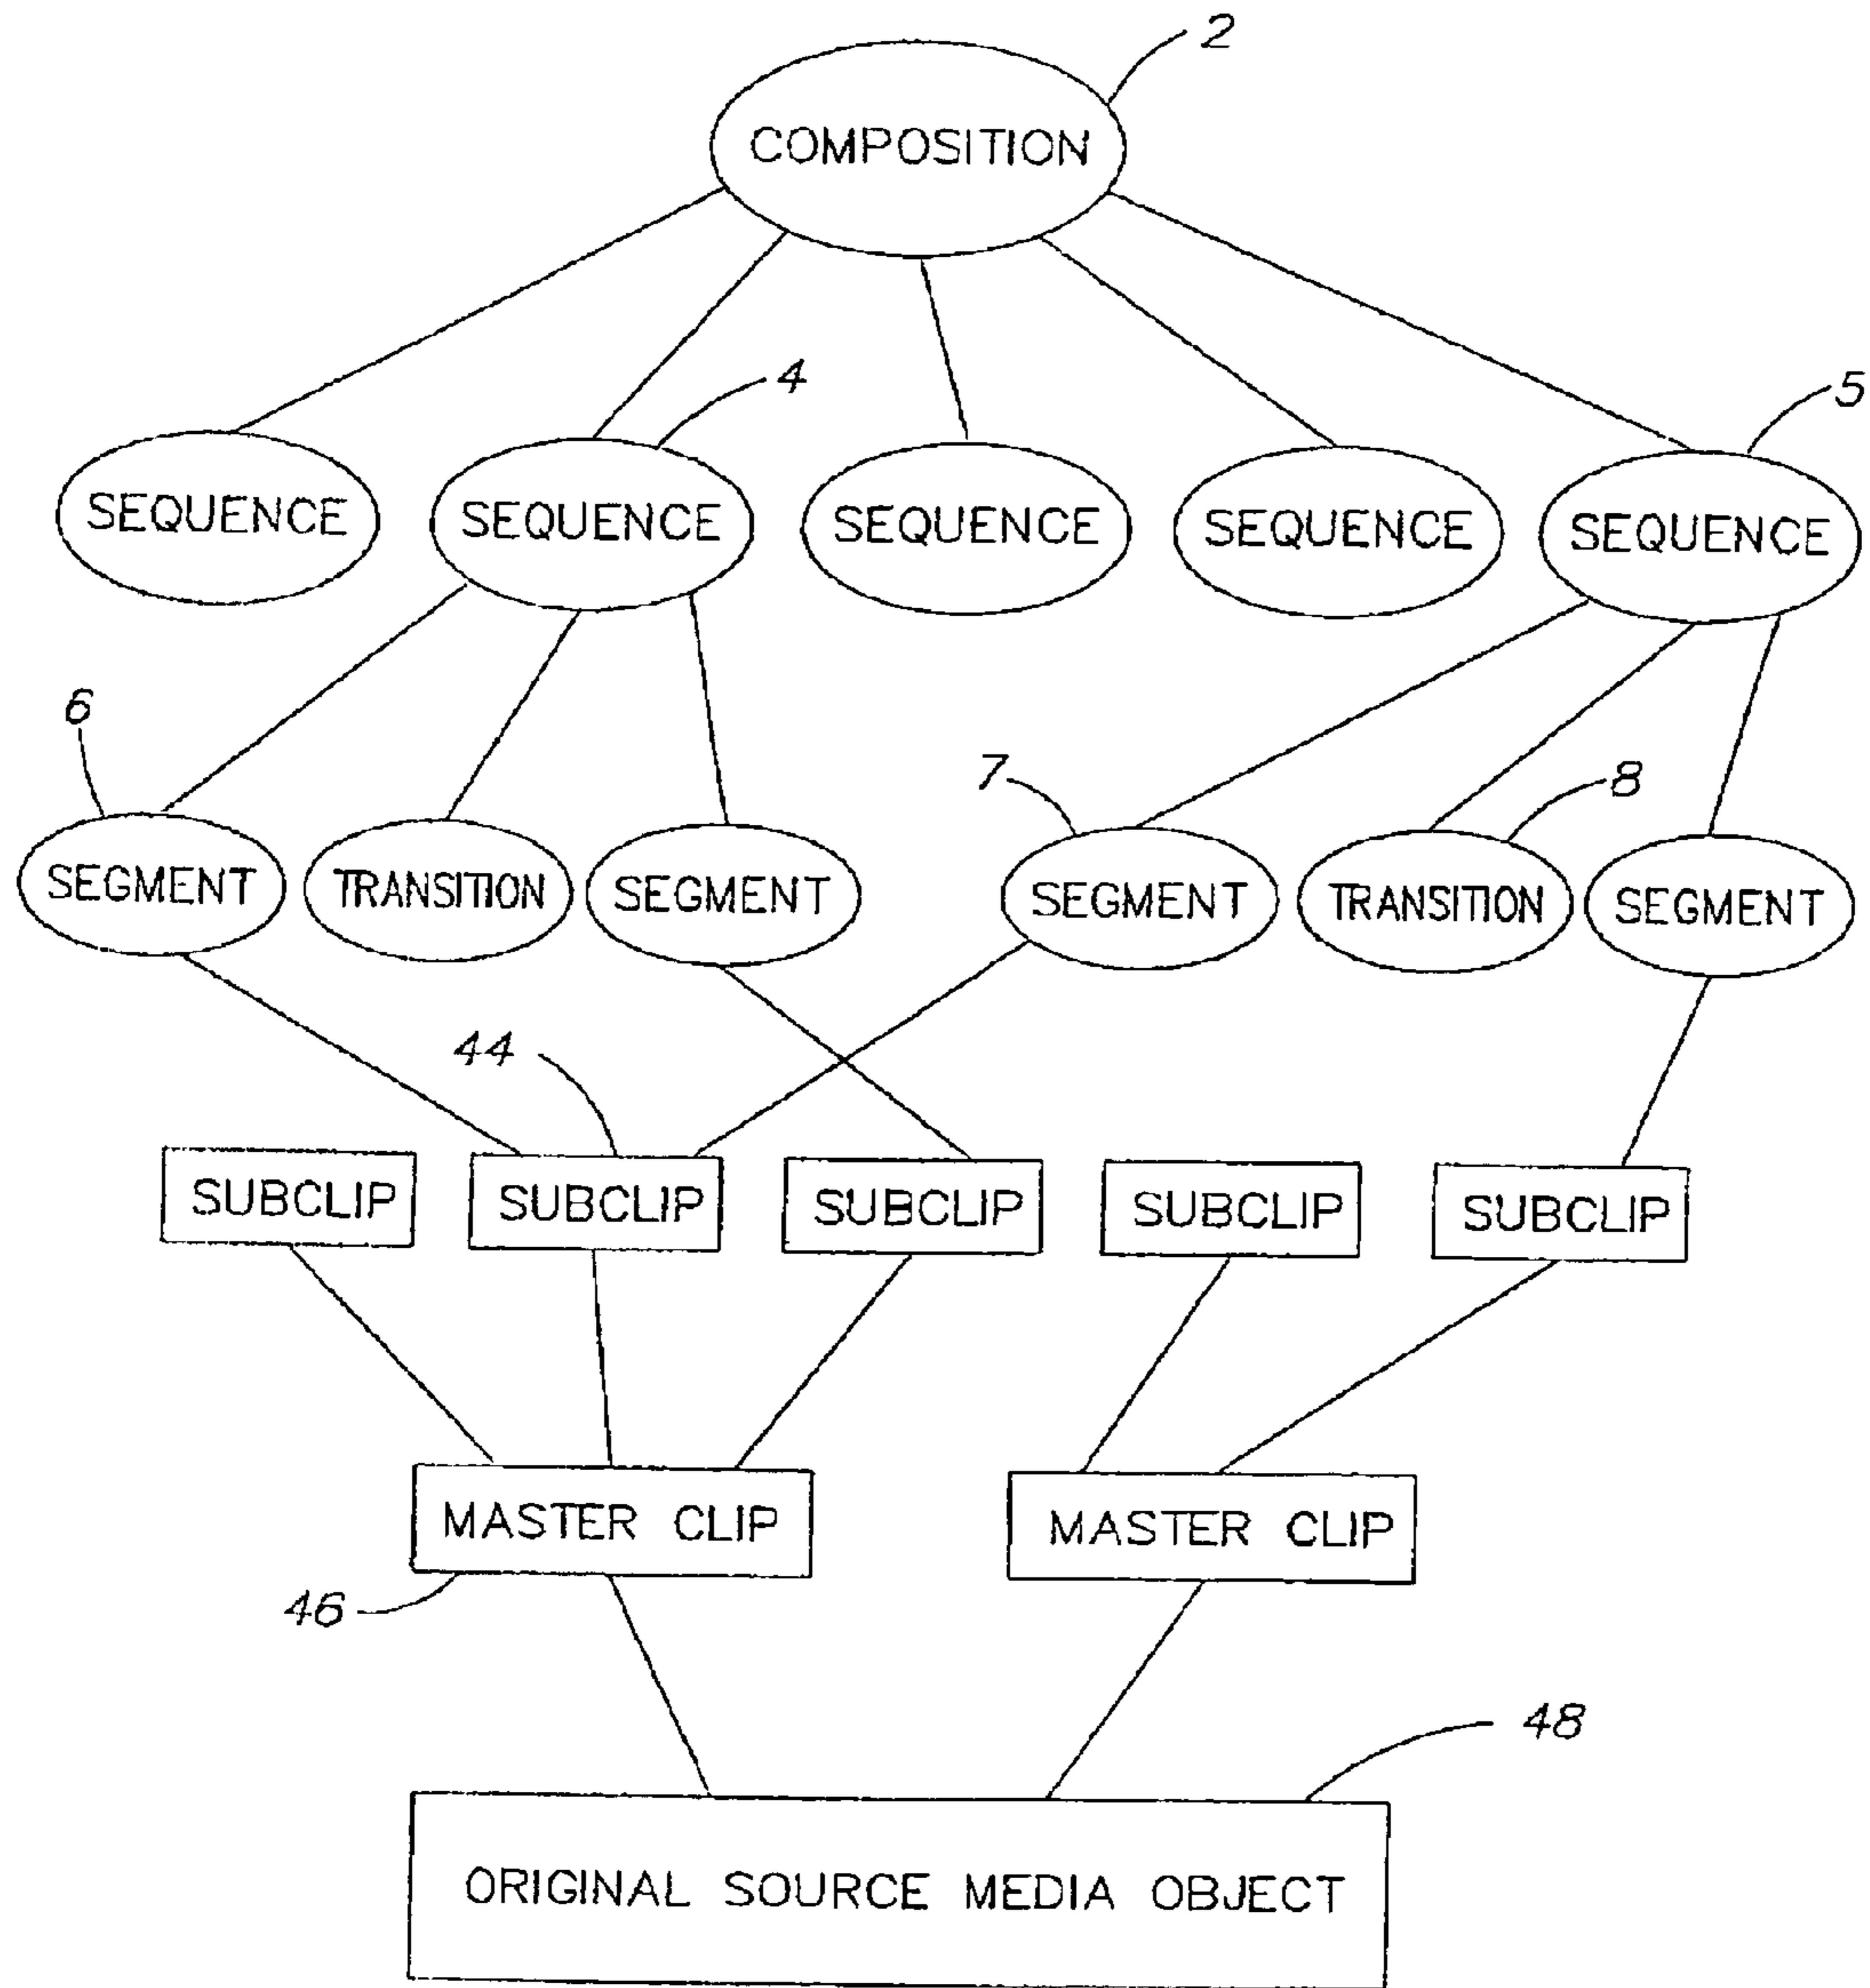 2
COMPOSITION
4
5
SEQUENCE
SEQUENCE
SEQUENCE
SEQUENCE
SEQUENCE
6
7
8
SEGMENT
TRANSITION
SEGMENT
SEGMENT
TRANSITION
SEGMENT
44
SUBCLIP
SUBCLIP
SUBCLIP
SUBCLIP
SUBCLIP
MASTER CLIP
MASTER CLIP
46
48
ORIGINAL SOURCE MEDIA OBJECT